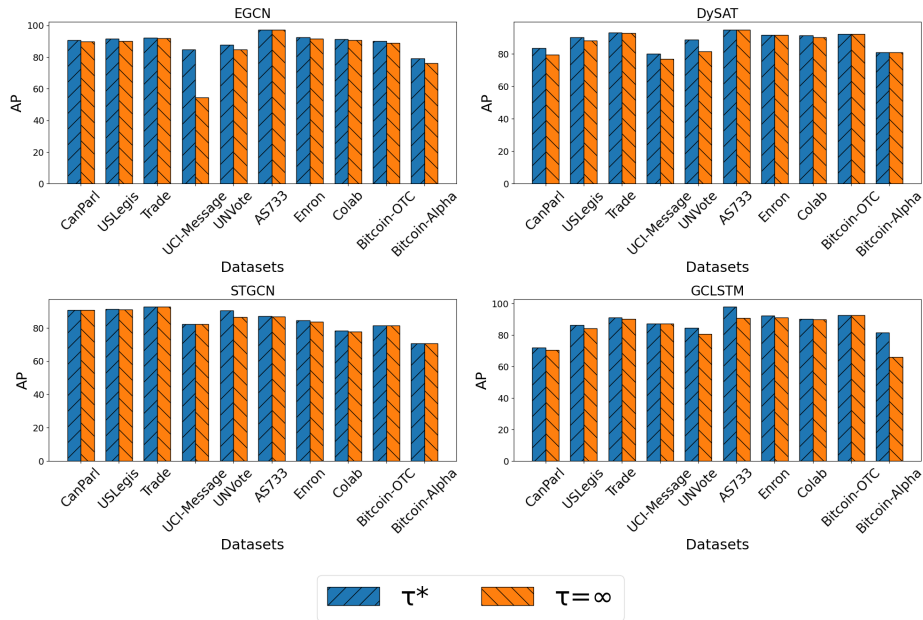 EGCN
100
80
60
40
20
0
AP
CanParl
USLegis
Trade
UCI-Message
UNVote
AS733
Enron
Colab
Bitcoin-OTC
Bitcoin-Alpha
Datasets
DySAT
80
60
40
20
0
AP
CanParl
USLegis
Trade
UCI-Message
UNVote
AS733
Enron
Colab
Bitcoin-OTC
Bitcoin-Alpha
Datasets
STGCN
80
60
40
20
0
AP
CanParl
USLegis
Trade
UCI-Message
UNVote
AS733
Enron
Colab
Bitcoin-OTC
Bitcoin-Alpha
Datasets
GCLSTM
100
80
60
40
20
0
AP
CanParl
USLegis
Trade
UCI-Message
UNVote
AS733
Enron
Colab
Bitcoin-OTC
Bitcoin-Alpha
Datasets
τ*
τ=∞